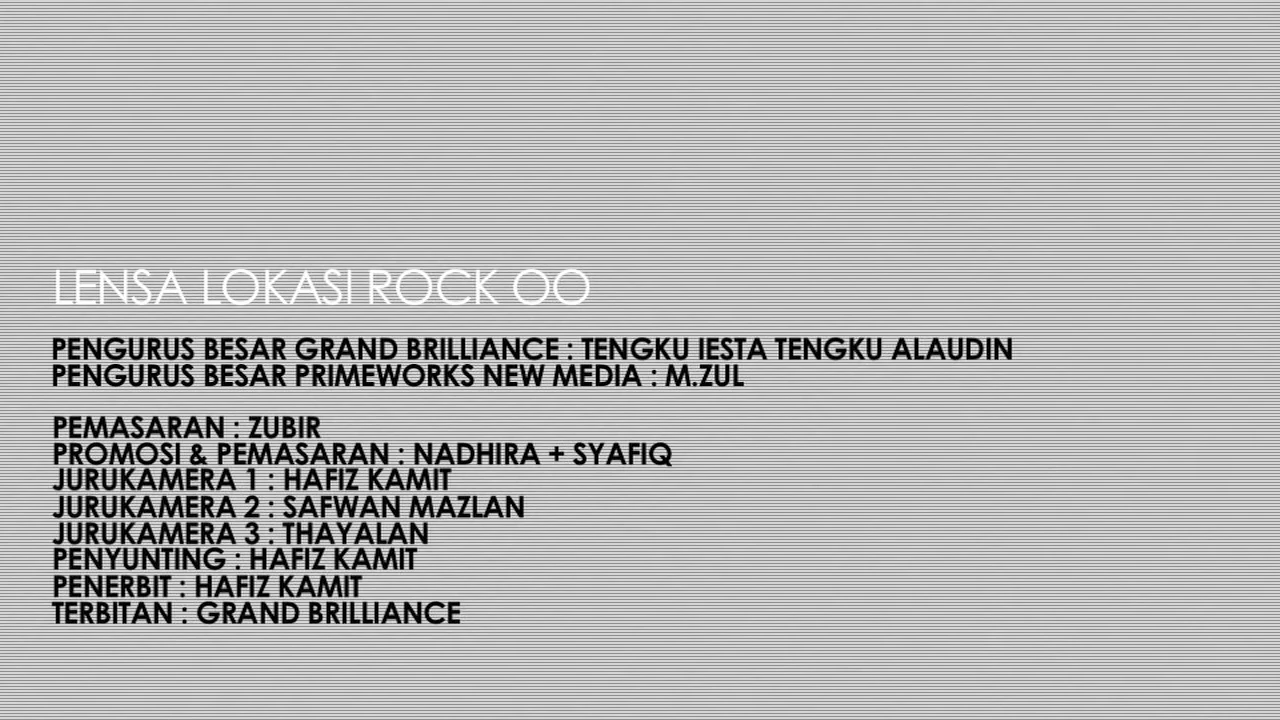 LENSA LOKASI ROCK OO
PENGURUS BESAR GRAND BRILLIANCE : TENGKU IESTA TENGKU ALAUDIN
PENGURUS BESAR PRIMEWORKS NEW MEDIA : M.ZUL
PEMASARAN : ZUBIR
PROMOSI & PEMASARAN : NADHIRA + SYAFIQ
JURUKAMERA 1 : HAFIZ KAMIT
JURUKAMERA 2 : SAFWAN MAZLAN
JURUKAMERA 3 : THAYALAN
PENYUNTING : HAFIZ KAMIT
PENERBIT : HAFIZ KAMIT
TERBITAN : GRAND BRILLIANCE